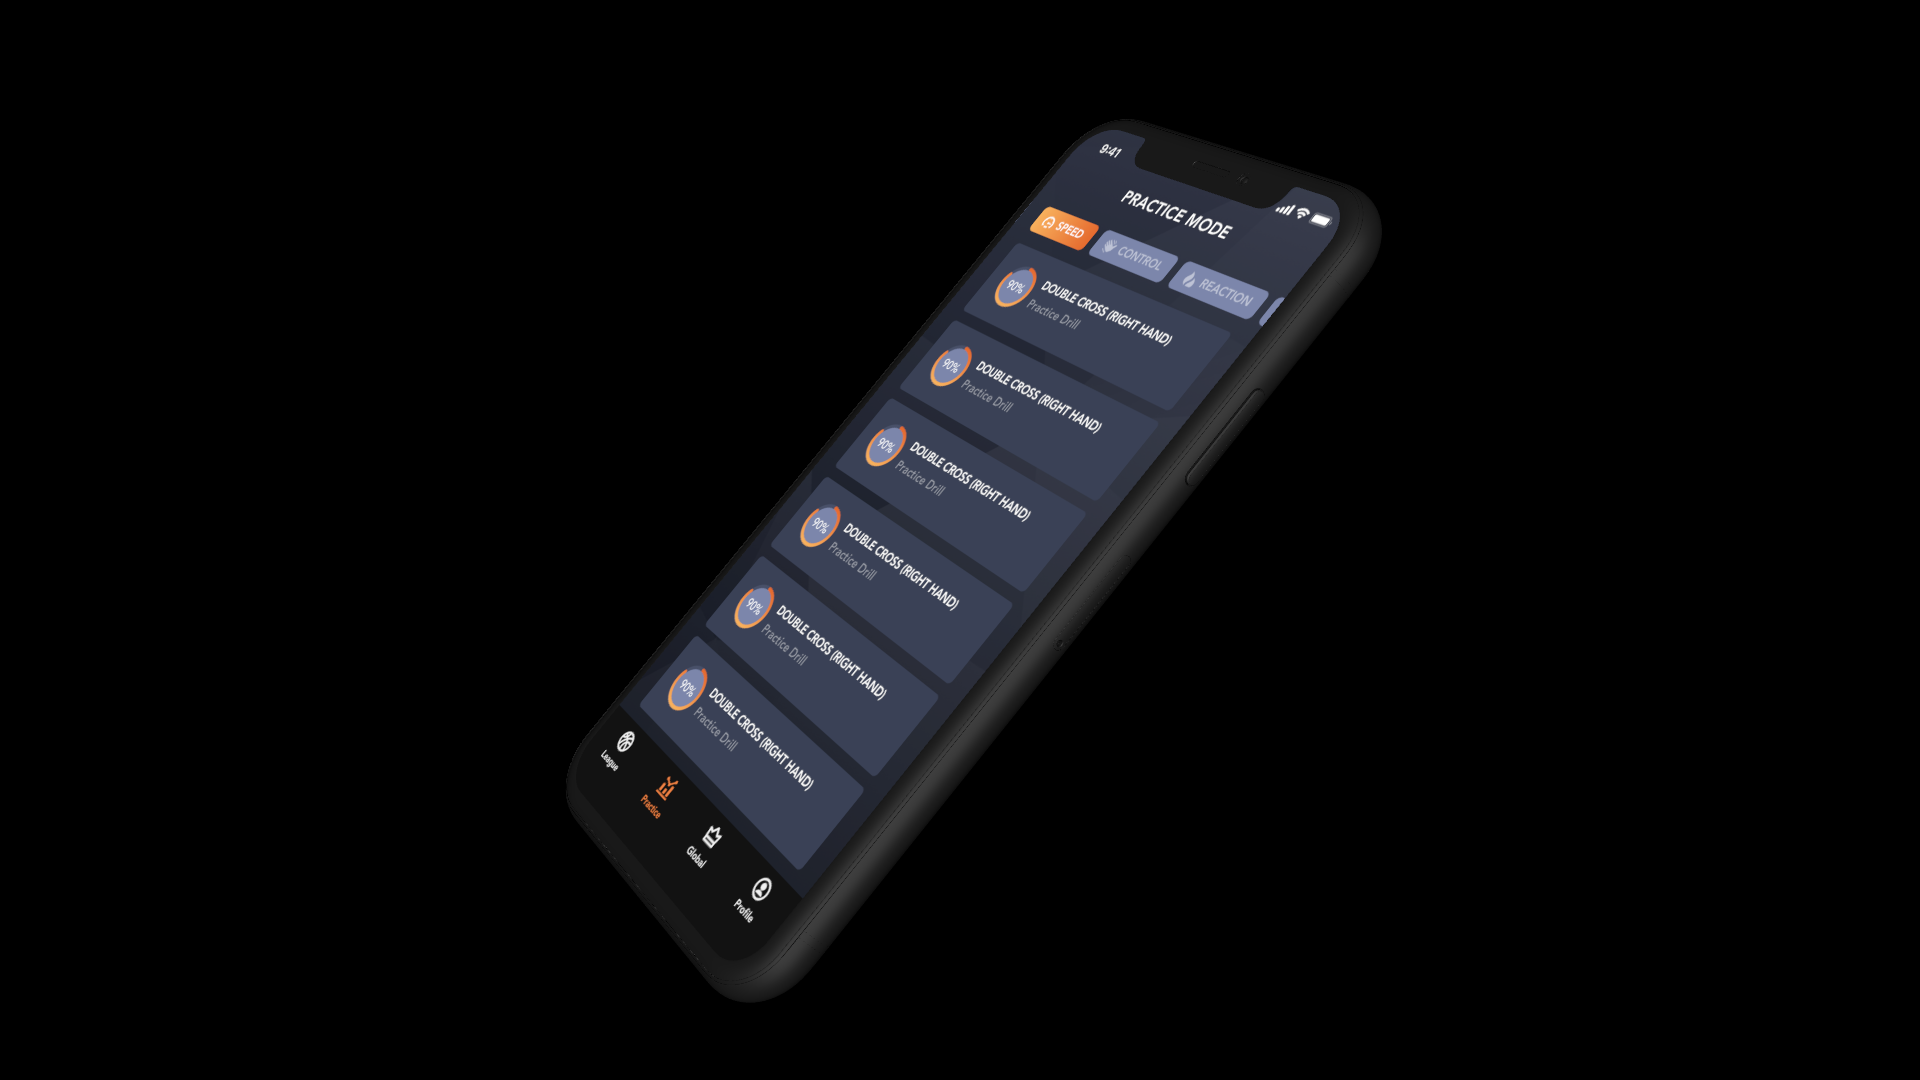 9:41
PRACTICE MODE
SPEED
CONTROL
REACTION
90%
DOUBLE CROSS (RIGHT HAND)
Practice Drill
90%
DOUBLE CROSS (RIGHT HAND)
Practice Drill
90%
DOUBLE CROSS (RIGHT HAND)
Practice Drill
90%
DOUBLE CROSS (RIGHT HAND)
Practice Drill
90%
DOUBLE CROSS (RIGHT HAND)
Practice Drill
90%
DOUBLE CROSS (RIGHT HAND)
Practice Drill
League
Practice
Global
Profile